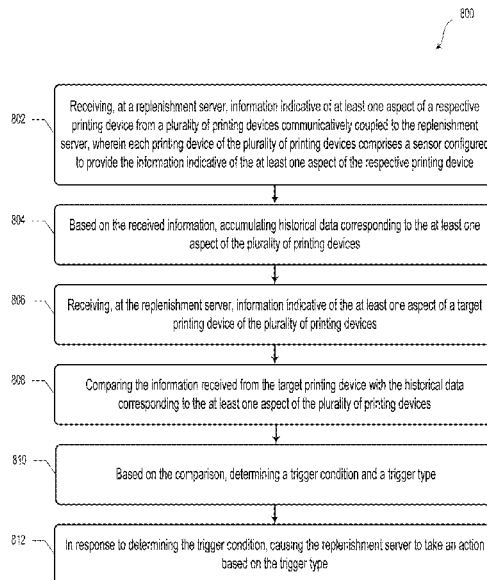 800
802
Receiving, at a replenishment server, information indicative of at least one aspect of a respective
printing device from a plurality of printing devices communicatively coupled to the replenishment
server, wherein each printing device of the plurality of printing devices comprises a sensor configured
to provide the information indicative of the at least one aspect of the respective printing device
804
Based on the received information, accumulating historical data corresponding to the at least one
aspect of the plurality of printing devices
806
Receiving, at the replenishment server, information indicative of the at least one aspect of a target
printing device of the plurality of printing devices
808
Comparing the information received from the target printing device with the historical data
corresponding to the at least one aspect of the plurality of printing devices
810
Based on the comparison, determining a trigger condition and a trigger type
812
In response to determining the trigger condition, causing the replenishment server to take an action
based on the trigger type